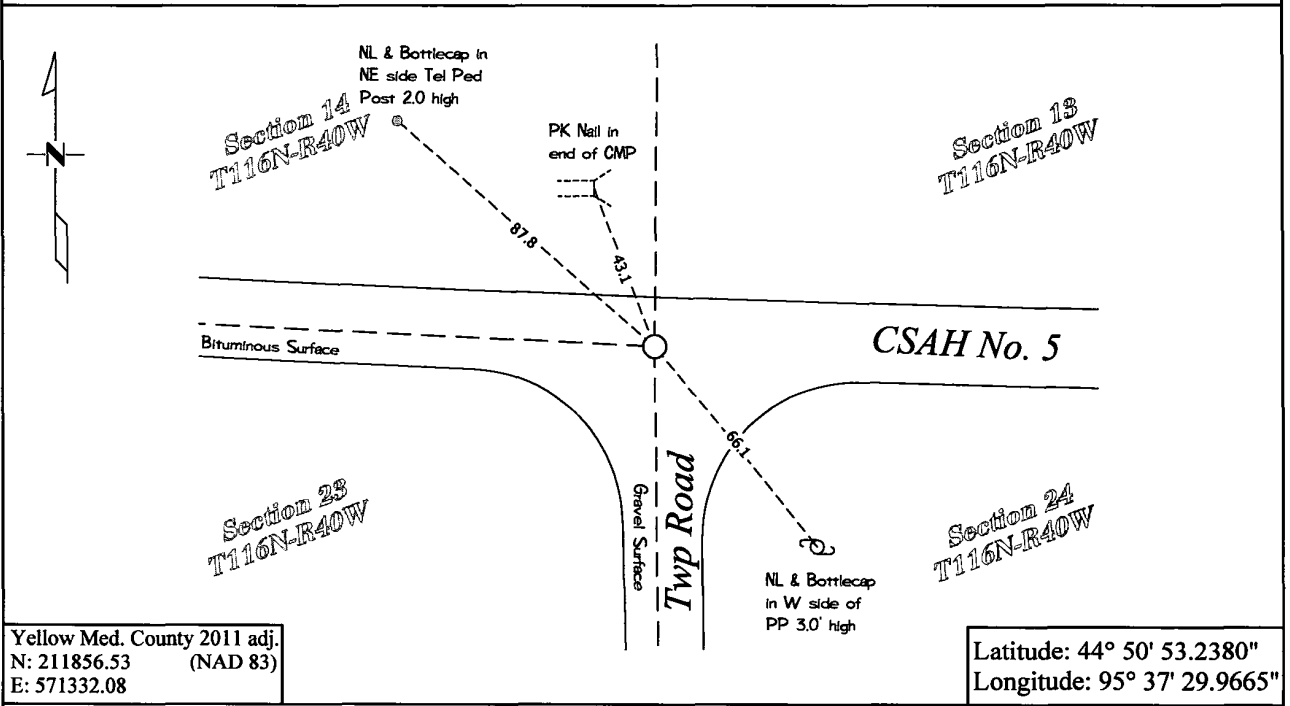 NL & Bottlecap in
NE side Tel Ped
Post 2.0 high
Section 14
T116N-R40W
PK Nail in
end of CMP
Section 13
T116N-R40W
N
87.8
43.1
Bituminous Surface
CSAH No. 5
66.1
Section 23
T116N-R40W
Gravel Surface
Twp Road
Section 24
T116N-R40W
NL & Bottlecap
in W side of
PP 3.0' high
Yellow Med. County 2011 adj.
N: 211856.53 (NAD 83)
E: 571332.08
Latitude: 44° 50' 53.2380"
Longitude: 95° 37' 29.9665"